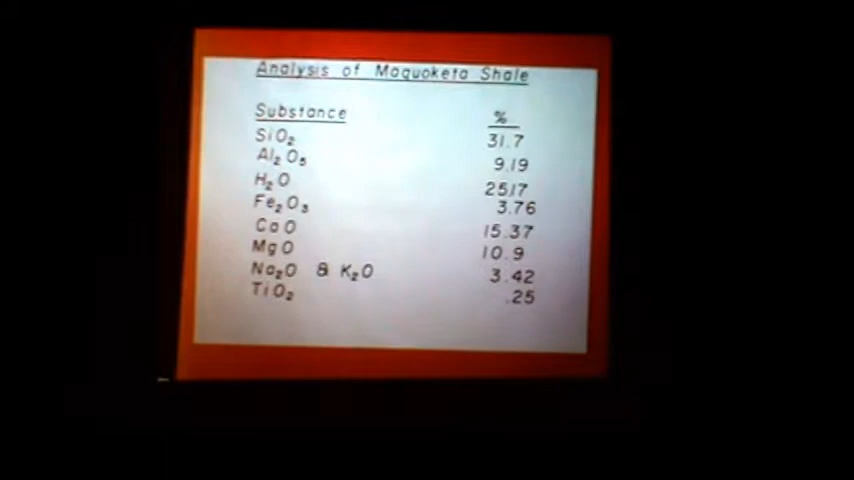 Analysis of Maquoketa Shale
Substance %
SiO₂ 31.7
Al₂O₃ 9.19
H₂O 25.17
Fe₂O₃ 3.76
CaO 15.37
MgO 10.9
Na₂O & K₂O 3.42
TiO₂ .25